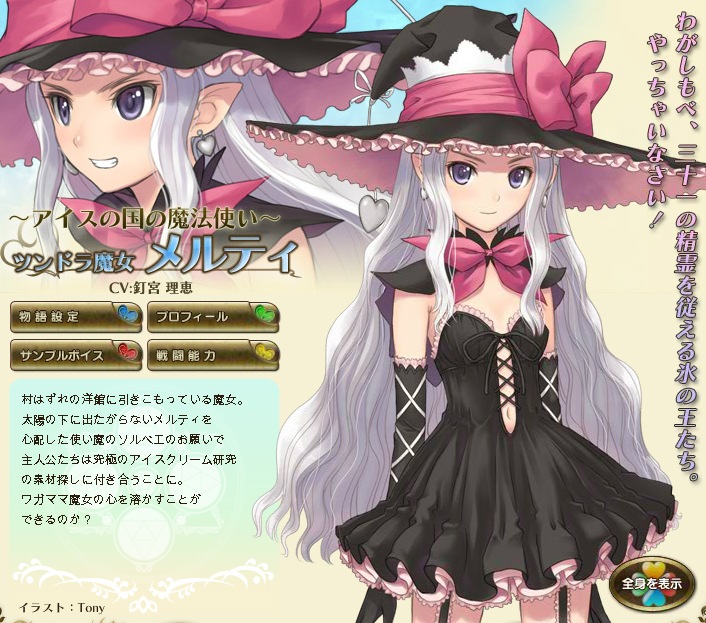 わがしもべ、三十一の精霊を従える氷の王たち。
やっちゃいなさい！
～アイスの国の魔法使い～
ツンドラ魔女 メルティ
CV:釘宮 理恵
物語設定
プロフィール
サンプルボイス
戦闘能力
村はずれの洋館に引きこもっている魔女。
太陽の下に出たがらないメルティを
心配した使い魔のソルベエのお願いで
主人公たちは究極のアイスクリーム研究
の素材探しに付き合うことに。
ワガママ魔女の心を溶かすことが
できるのか？
イラスト：Tony
全身を表示